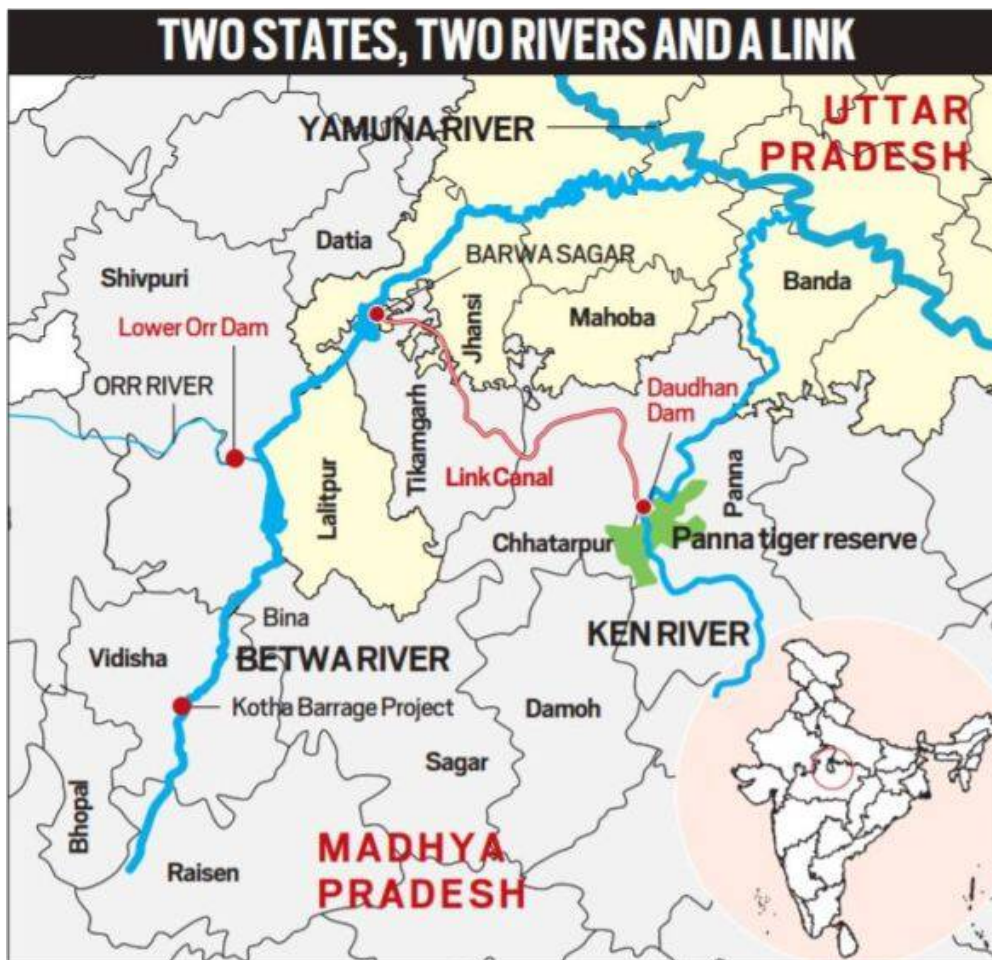 TWO STATES, TWO RIVERS AND A LINK
YAMUNA RIVER
UTTAR
PRADESH
Datia
BARWA SAGAR
Shivpuri
Banda
Jhansi
Mahoba
Lower Orr Dam
ORR RIVER
Daudhan
Dam
Tikamgarh
Link Canal
Lalitpur
Panna
Chhatarpur
Panna tiger reserve
Bina
KEN RIVER
Vidisha
BETWA RIVER
Kotha Barrage Project
Damoh
Sagar
Bhopal
MADHYA
PRADESH
Raisen